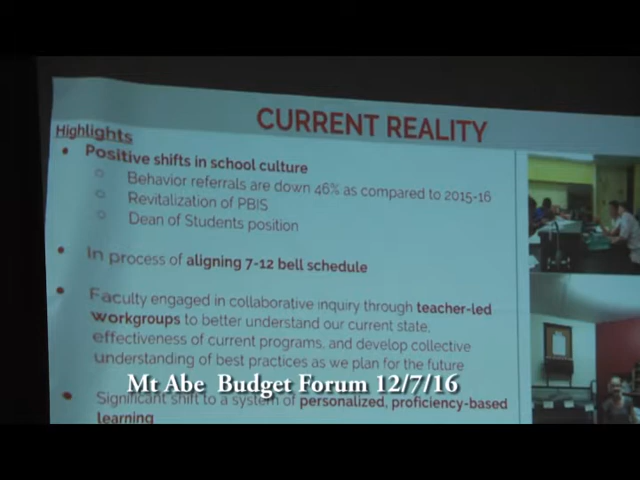 CURRENT REALITY
Highlights
• Positive shifts in school culture
○ Behavior referrals are down 46% as compared to 2015-16
○ Revitalization of PBIS
○ Dean of Students position
• In process of aligning 7-12 bell schedule
• Faculty engaged in collaborative inquiry through teacher-led
workgroups to better understand our current state,
effectiveness of current programs, and develop collective
understanding of best practices as we plan for the future
Mt Abe Budget Forum 12/7/16
• Significant shift to a system of personalized, proficiency-based
learning